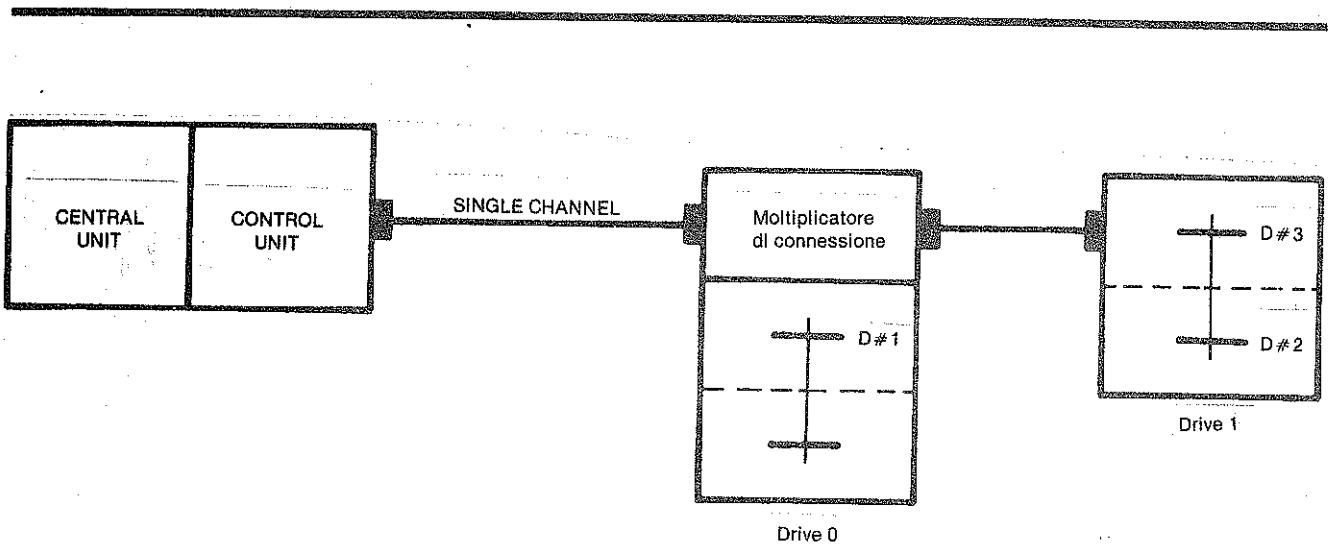 CENTRAL
UNIT
CONTROL
UNIT
SINGLE CHANNEL
Moltiplicatore
di connessione
D#1
Drive 0
D#3
D#2
Drive 1